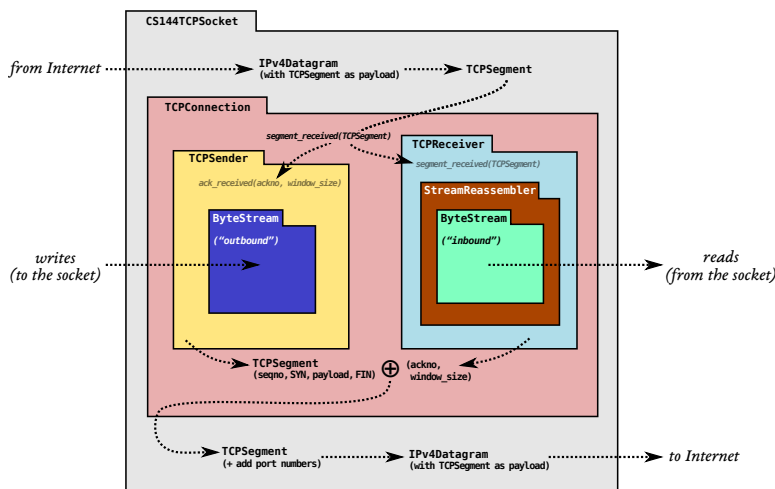 CS144TCPSocket
from Internet
IPv4Datagram
(with TCPSegment as payload)
TCPSegment
TCPConnection
segment_received(TCPSegment)
TCPSender
ack_received(ackno, window_size)
ByteStream
(“outbound”)
TCPReceiver
segment_received(TCPSegment)
StreamReassembler
ByteStream
(“inbound”)
writes
(to the socket)
reads
(from the socket)
TCPSegment
(seqno, SYN, payload, FIN)
(ackno,
window_size)
TCPSegment
(+ add port numbers)
IPv4Datagram
(with TCPSegment as payload)
to Internet